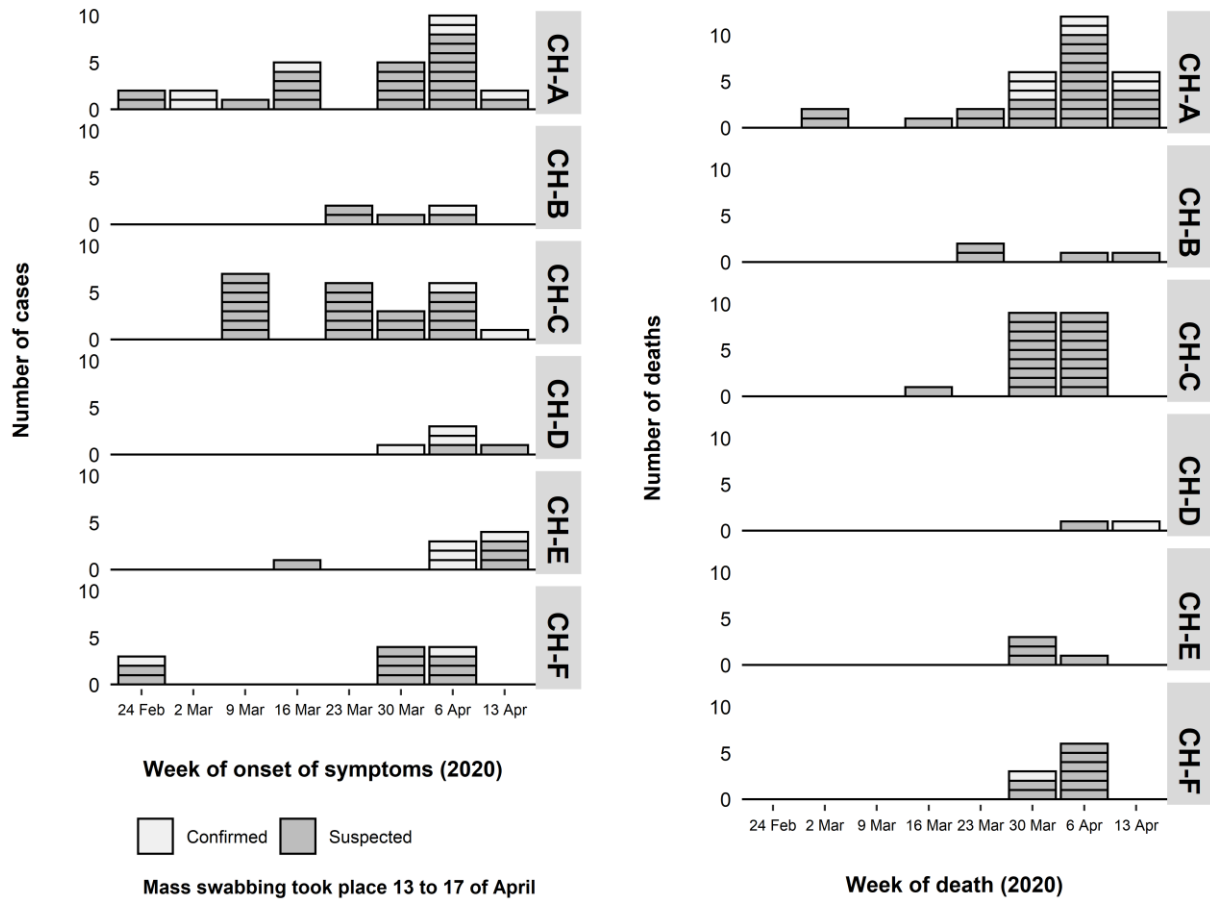 10
5
0
CH-A
10
5
0
CH-B
10
5
0
CH-C
10
5
0
CH-D
10
5
0
CH-E
10
5
0
CH-F
Number of cases
24 Feb 2 Mar 9 Mar 16 Mar 23 Mar 30 Mar 6 Apr 13 Apr
Week of onset of symptoms (2020)
Confirmed Suspected
Mass swabbing took place 13 to 17 of April
10
5
0
CH-A
10
5
0
CH-B
10
5
0
CH-C
10
5
0
CH-D
10
5
0
CH-E
10
5
0
CH-F
Number of deaths
24 Feb 2 Mar 9 Mar 16 Mar 23 Mar 30 Mar 6 Apr 13 Apr
Week of death (2020)